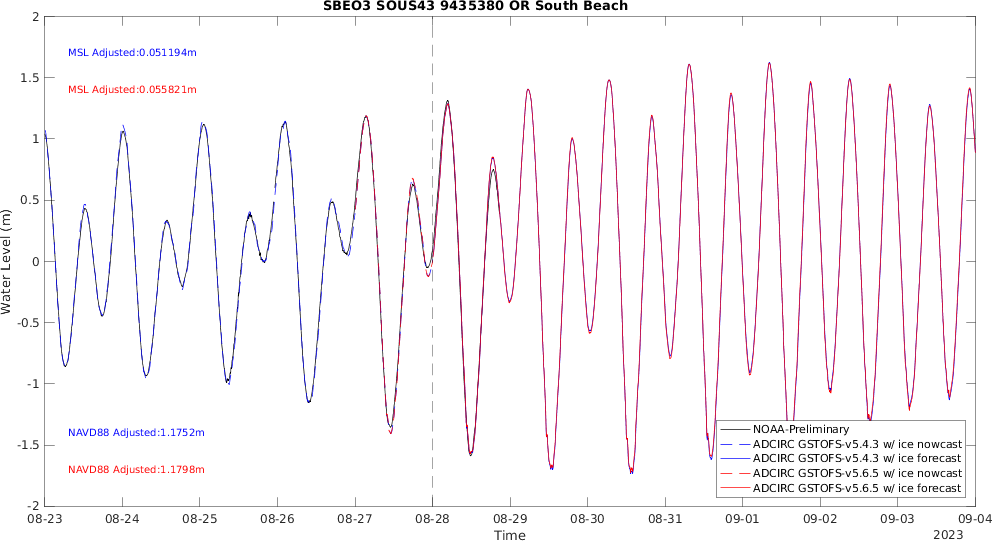 SBEO3 SOUS43 9435380 OR South Beach
MSL Adjusted:0.051194m
MSL Adjusted:0.055821m
NAVD88 Adjusted:1.1752m
NAVD88 Adjusted:1.1798m
Water Level (m)
2
1.5
1
0.5
0
-0.5
-1
-1.5
-2
NOAA-Preliminary
ADCIRC GSTOFS-v5.4.3 w/ ice nowcast
ADCIRC GSTOFS-v5.4.3 w/ ice forecast
ADCIRC GSTOFS-v5.6.5 w/ ice nowcast
ADCIRC GSTOFS-v5.6.5 w/ ice forecast
08-23 08-24 08-25 08-26 08-27 08-28 08-29 08-30 08-31 09-01 09-02 09-03 09-04
Time
2023